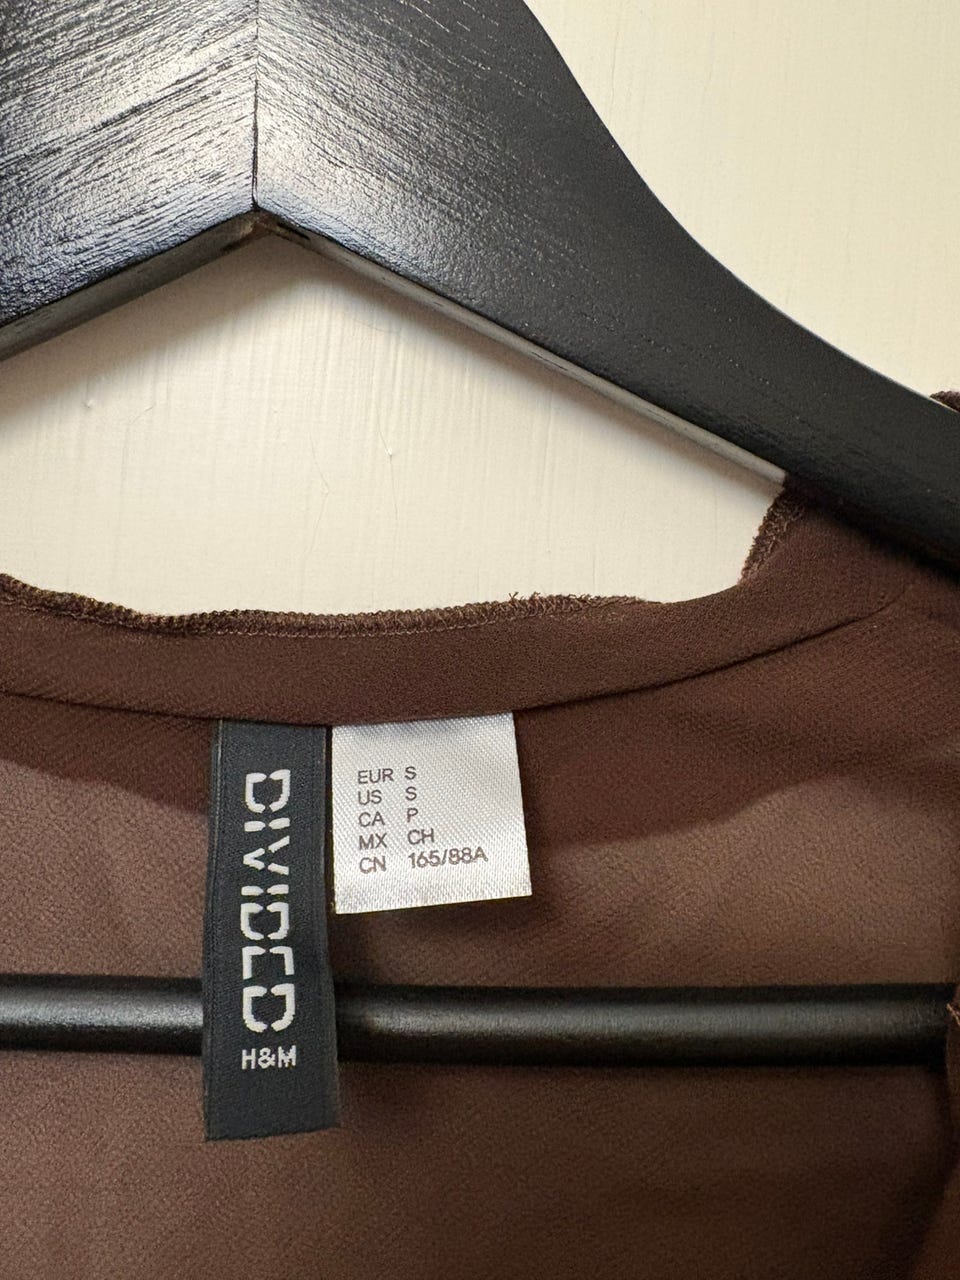 DIVIDED
H&M
EUR S
US S
CA P
MX CH
CN 165/88A